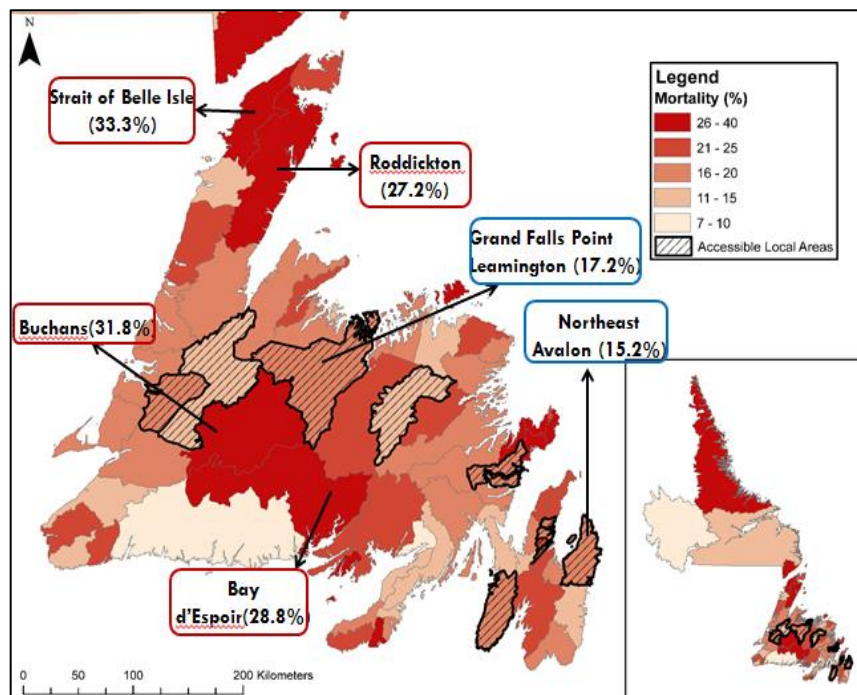 N
Strait of Belle Isle
(33.3%)
Roddickton
(27.2%)
Grand Falls Point
Leamington (17.2%)
Northeast
Avalon (15.2%)
Buchans(31.8%)
Bay
d'Espoir(28.8%)
Legend
Mortality (%)
26 - 40
21 - 25
16 - 20
11 - 15
7 - 10
Accessible Local Areas
0 50 100 200 Kilometers